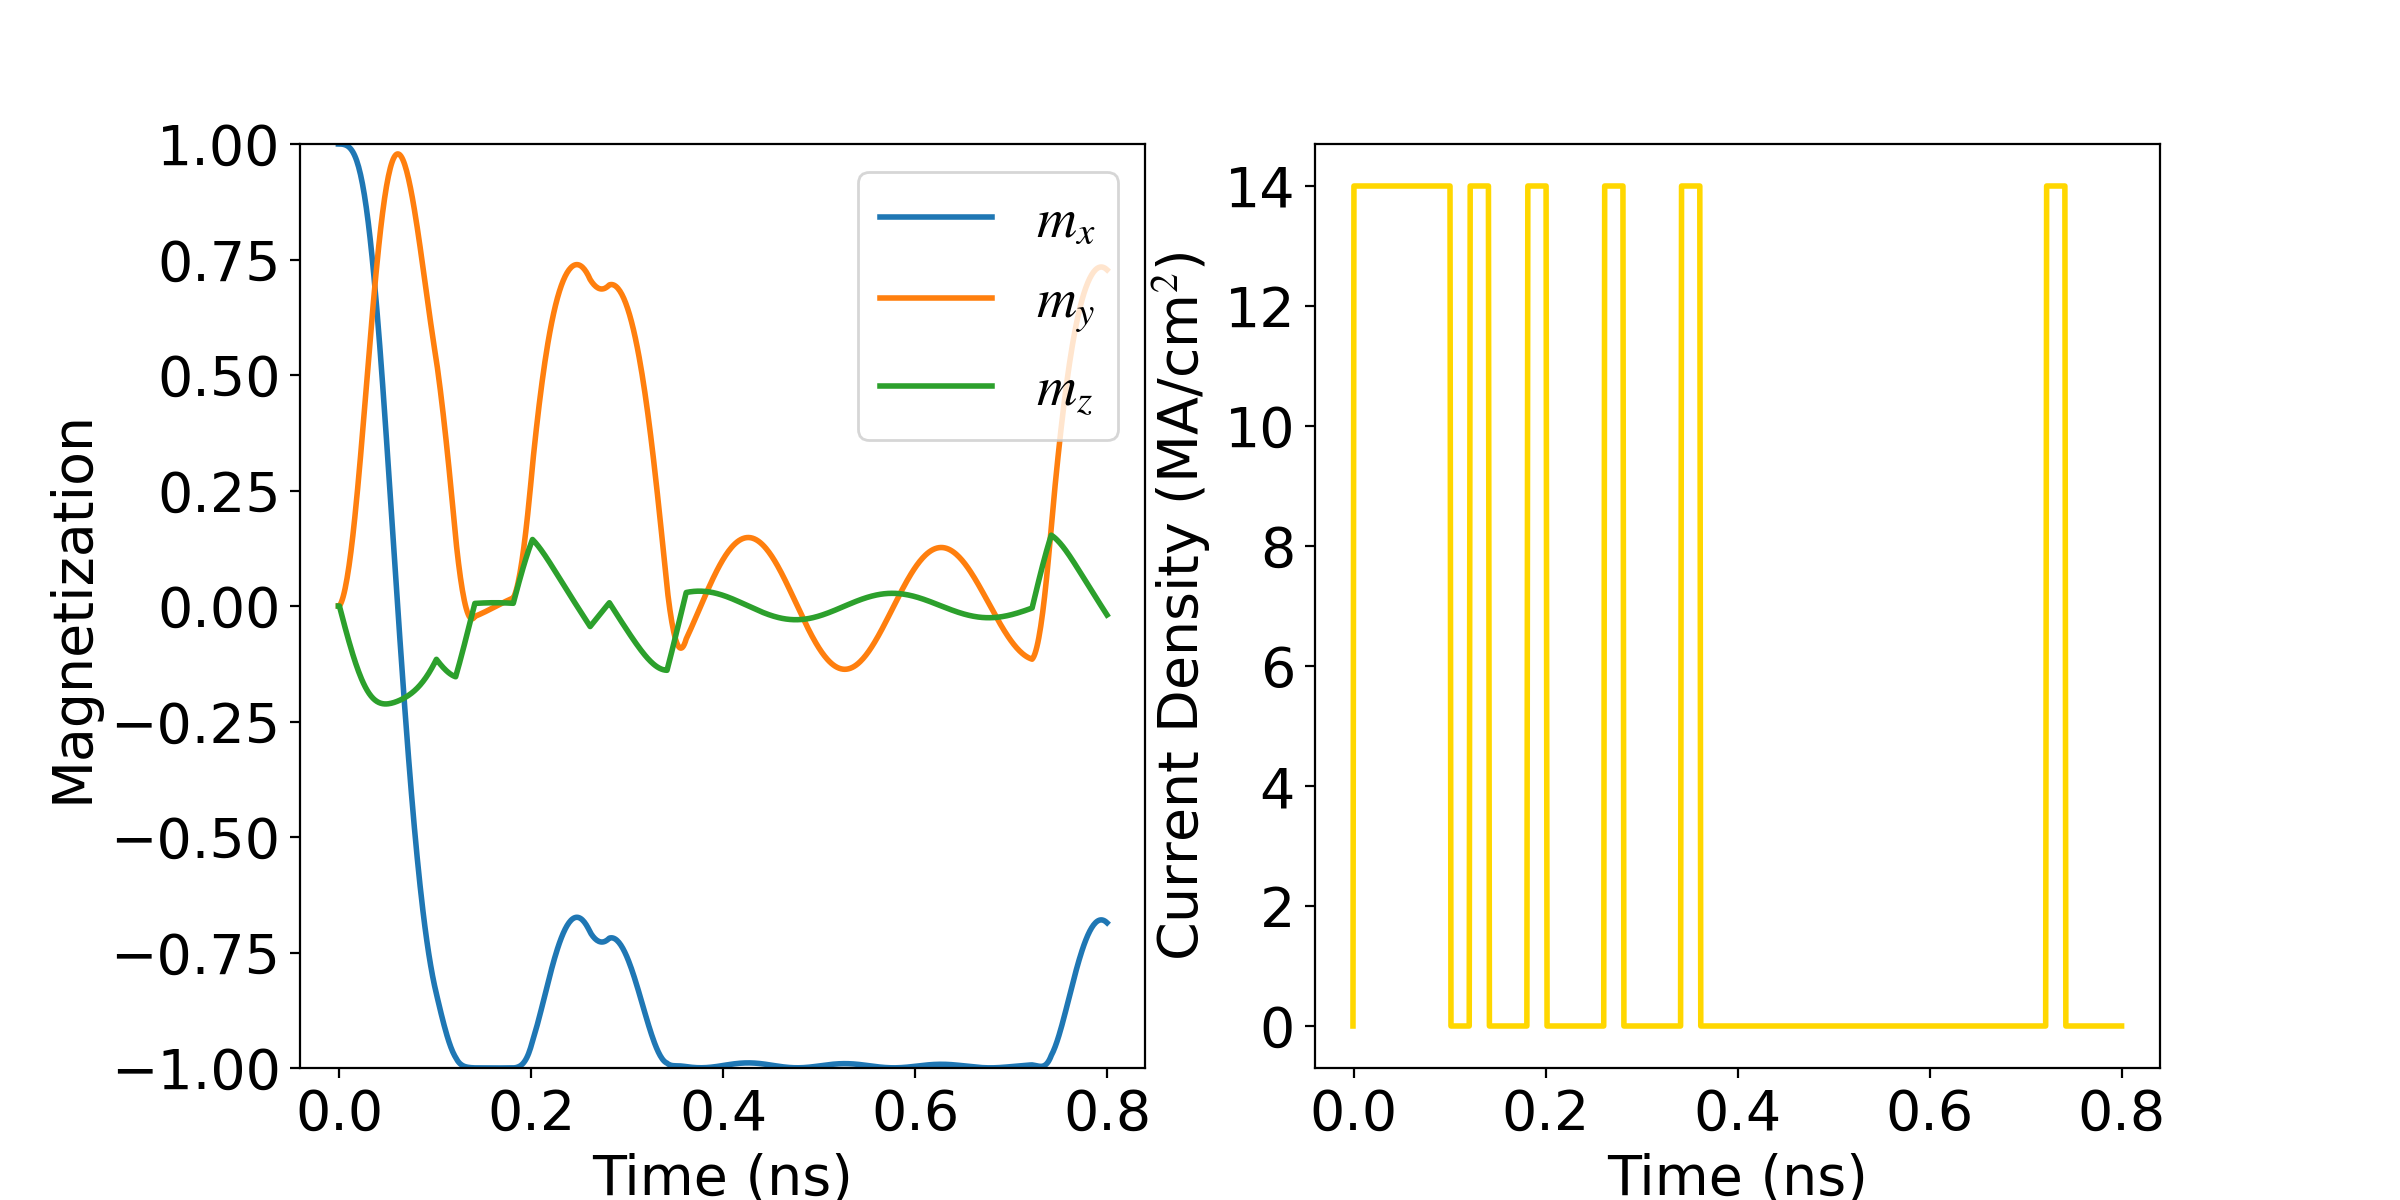 Magnetization
1.00
0.75
0.50
0.25
0.00
−0.25
−0.50
−0.75
−1.00
0.0 0.2 0.4 0.6 0.8
Time (ns)
m_x
m_y
m_z
Current Density (MA/cm²)
14
12
10
8
6
4
2
0
0.0 0.2 0.4 0.6 0.8
Time (ns)